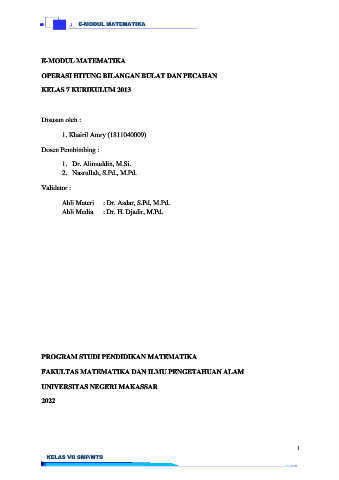 E-MODUL MATEMATIKA
E-MODUL MATEMATIKA
OPERASI HITUNG BILANGAN BULAT DAN PECAHAN
KELAS 7 KURIKULUM 2013
Disusun oleh :
1. Khairil Amry (1811040009)
Dosen Pembimbing :
1. Dr. Alimuddin, M.Si.
2. Nasrullah, S.Pd., M.Pd.
Validator :
Ahli Materi : Dr. Asdar, S.Pd, M.Pd.
Ahli Media : Dr. H. Djadir, M.Pd.
PROGRAM STUDI PENDIDIKAN MATEMATIKA
FAKULTAS MATEMATIKA DAN ILMU PENGETAHUAN ALAM
UNIVERSITAS NEGERI MAKASSAR
2022
KELAS VII SMP/MTS